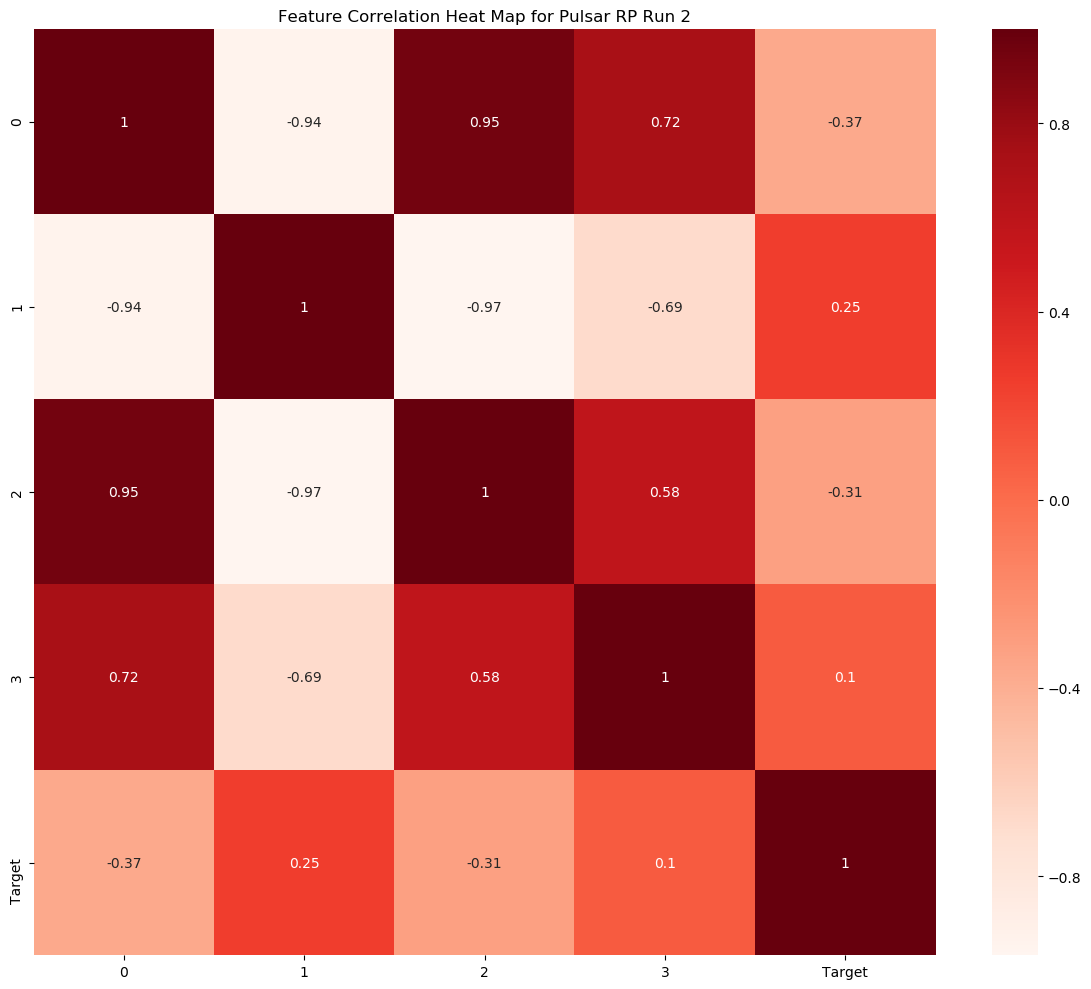 Feature Correlation Heat Map for Pulsar RP Run 2
0 1 -0.94 0.95 0.72 -0.37
1 -0.94 1 -0.97 -0.69 0.25
2 0.95 -0.97 1 0.58 -0.31
3 0.72 -0.69 0.58 1 0.1
Target -0.37 0.25 -0.31 0.1 1
0 1 2 3 Target
0.8
0.4
0.0
−0.4
−0.8